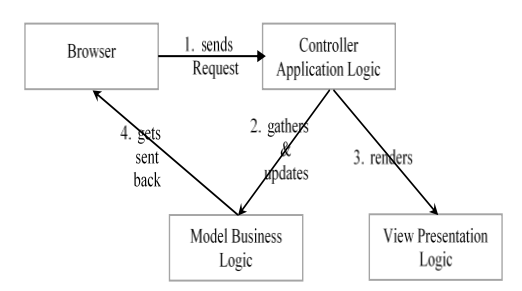 Browser
1. sends
Request
Controller
Application Logic
4. gets
sent
back
2. gathers
&
updates
3. renders
Model Business
Logic
View Presentation
Logic